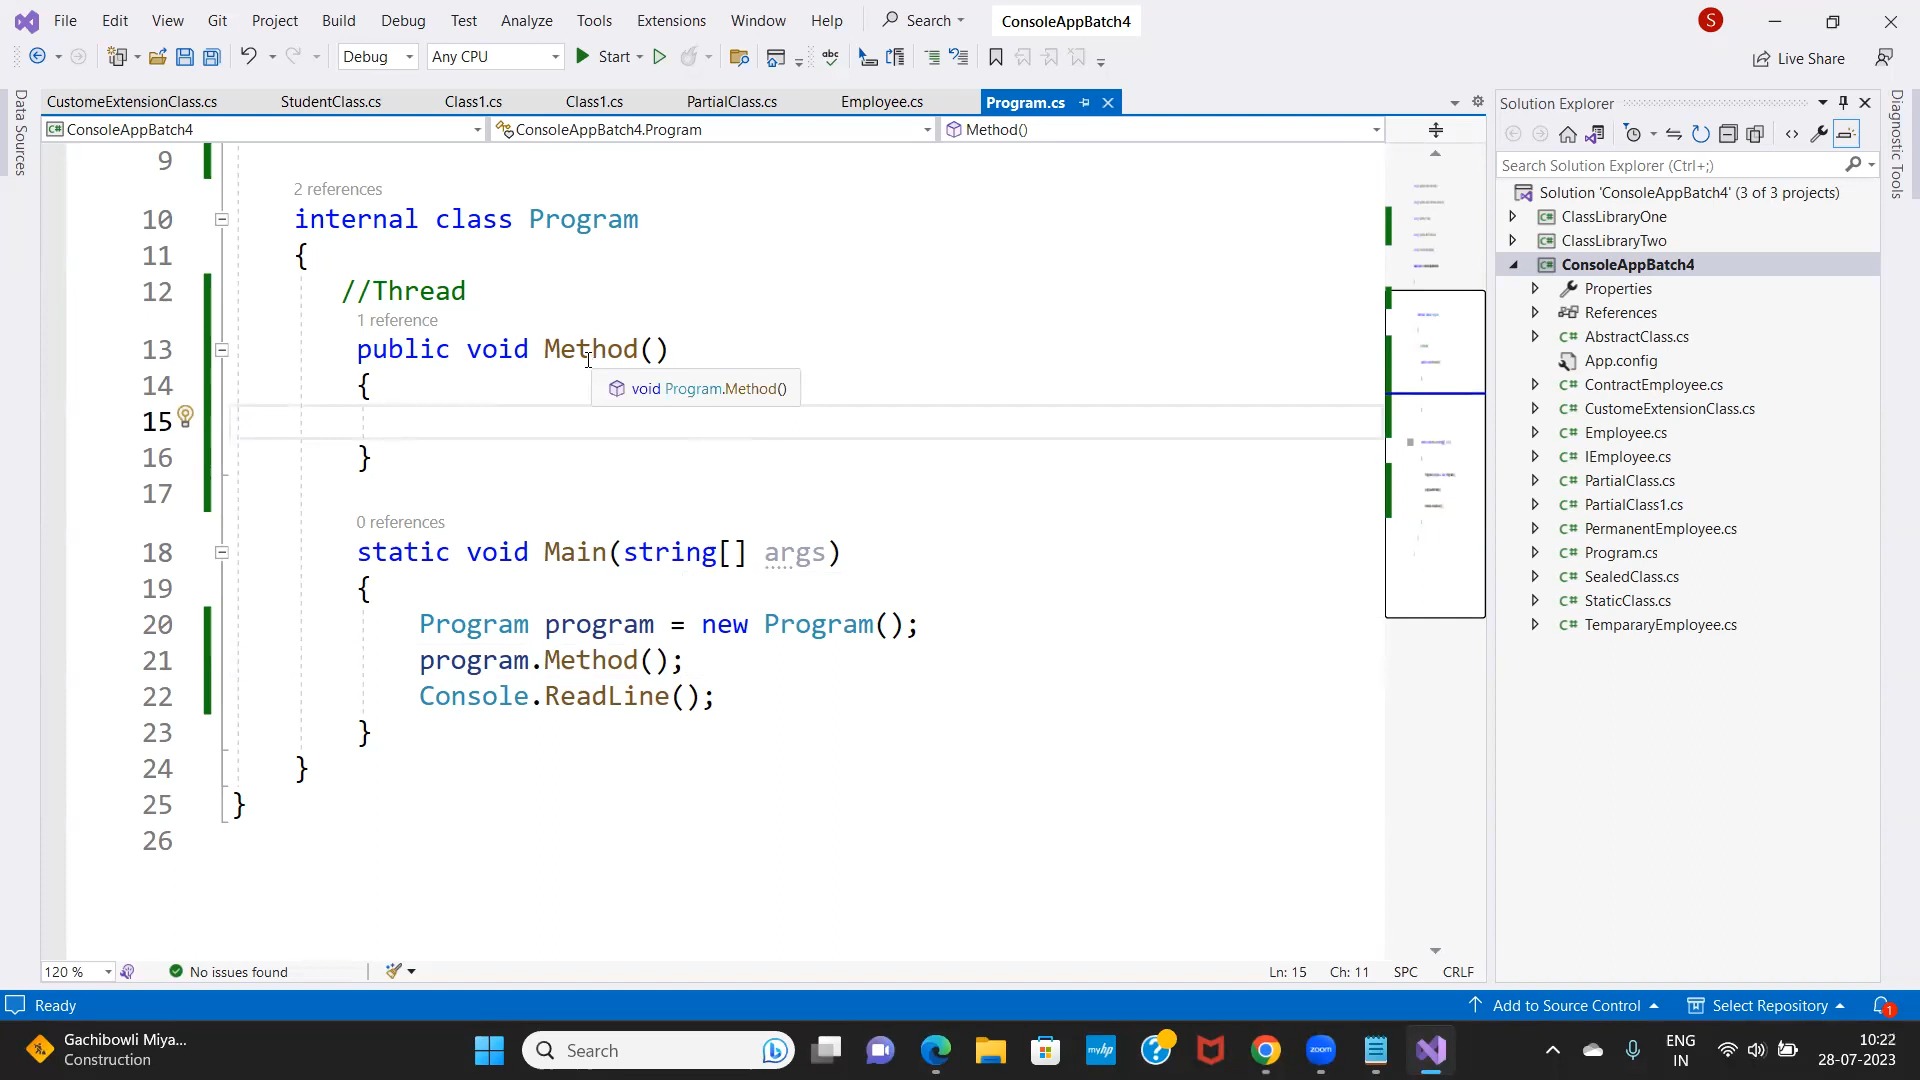 File Edit View Git Project Build Debug Test Analyze Tools Extensions Window Help Search ConsoleAppBatch4 S
Debug Any CPU Start abc Live Share
Data Sources
CustomeExtensionClass.cs StudentClass.cs Class1.cs Class1.cs PartialClass.cs Employee.cs Program.cs
C# ConsoleAppBatch4 ConsoleAppBatch4.Program Method()
9
2 references
10 internal class Program
11 {
12 //Thread
1 reference
13 public void Method()
14 {
void Program.Method()
15
16 }
17
0 references
18 static void Main(string[] args)
19 {
20 Program program = new Program();
21 program.Method();
22 Console.ReadLine();
23 }
24 }
25 }
26
120 % No issues found Ln: 15 Ch: 11 SPC CRLF
Solution Explorer
Search Solution Explorer (Ctrl+;)
Solution 'ConsoleAppBatch4' (3 of 3 projects)
C# ClassLibraryOne
C# ClassLibraryTwo
C# ConsoleAppBatch4
Properties
References
C# AbstractClass.cs
App.config
C# ContractEmployee.cs
C# CustomeExtensionClass.cs
C# Employee.cs
C# IEmployee.cs
C# PartialClass.cs
C# PartialClass1.cs
C# PermanentEmployee.cs
C# Program.cs
C# SealedClass.cs
C# StaticClass.cs
C# TempararyEmployee.cs
Diagnostic Tools
Ready Add to Source Control Select Repository 1
Gachibowli Miya...
Construction
Search myhp zoom
ENG
IN
10:22
28-07-2023